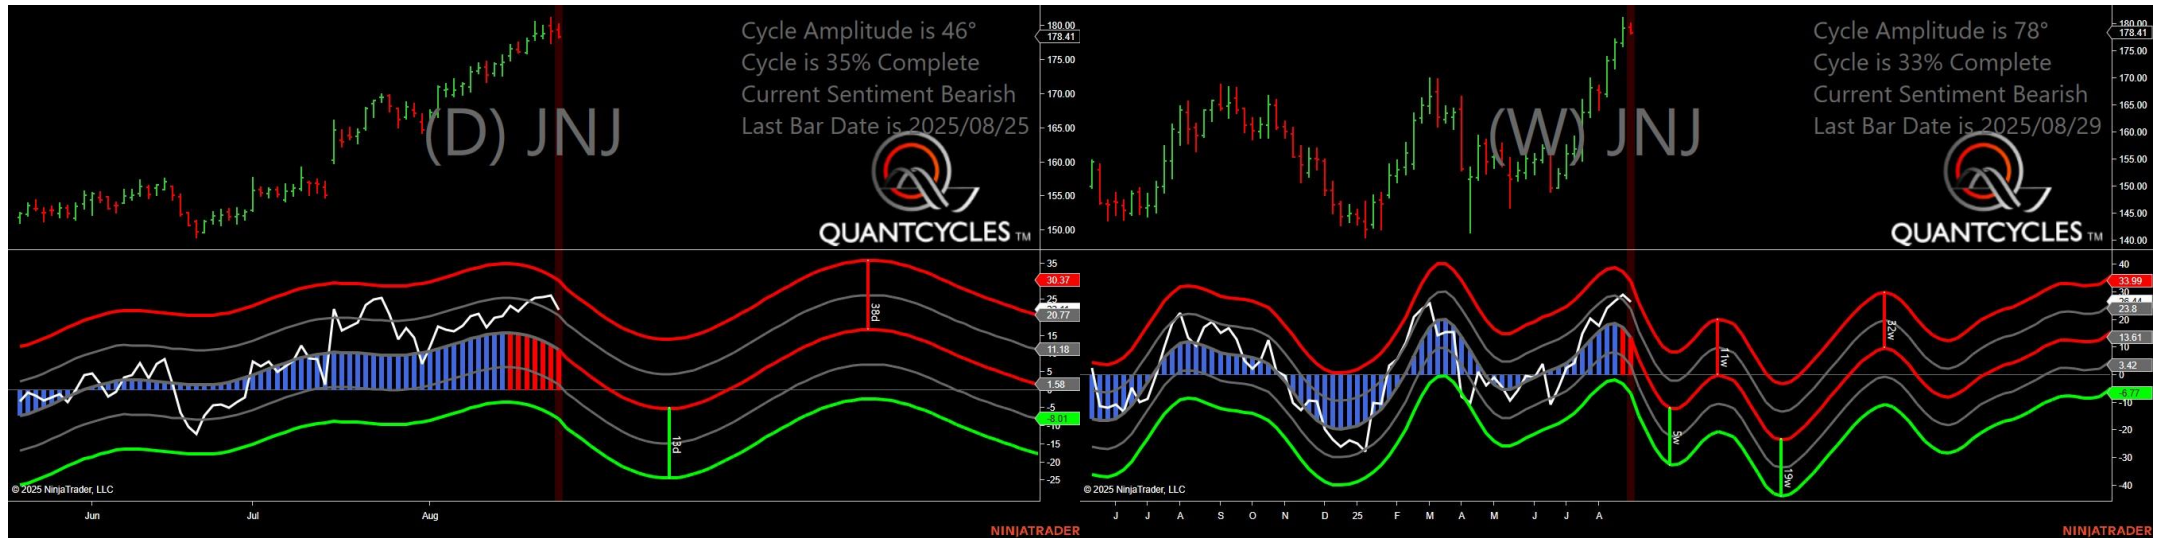 Cycle Amplitude is 46°
Cycle is 35% Complete
Current Sentiment Bearish
Last Bar Date is 2025/08/25
(D) JNJ
QUANTCYCLES TM
180.00
178.41
175.00
170.00
165.00
160.00
155.00
150.00
35
30.37
25
20.77
15
11.18
5
1.58
-5
-8.01
-10
-15
-20
-25
38d
13d
© 2025 NinjaTrader, LLC
Jun Jul Aug
NINJATRADER
Cycle Amplitude is 78°
Cycle is 33% Complete
Current Sentiment Bearish
Last Bar Date is 2025/08/29
(W) JNJ
QUANTCYCLES TM
180.00
178.41
175.00
170.00
165.00
160.00
155.00
150.00
145.00
140.00
40
33.99
30
26.44
23.8
20
13.61
10
3.42
0
-6.77
-10
-20
-30
-40
11w
32w
5w
19w
© 2025 NinjaTrader, LLC
J J A S O N D 25 F M A M J J A
NINJATRADER